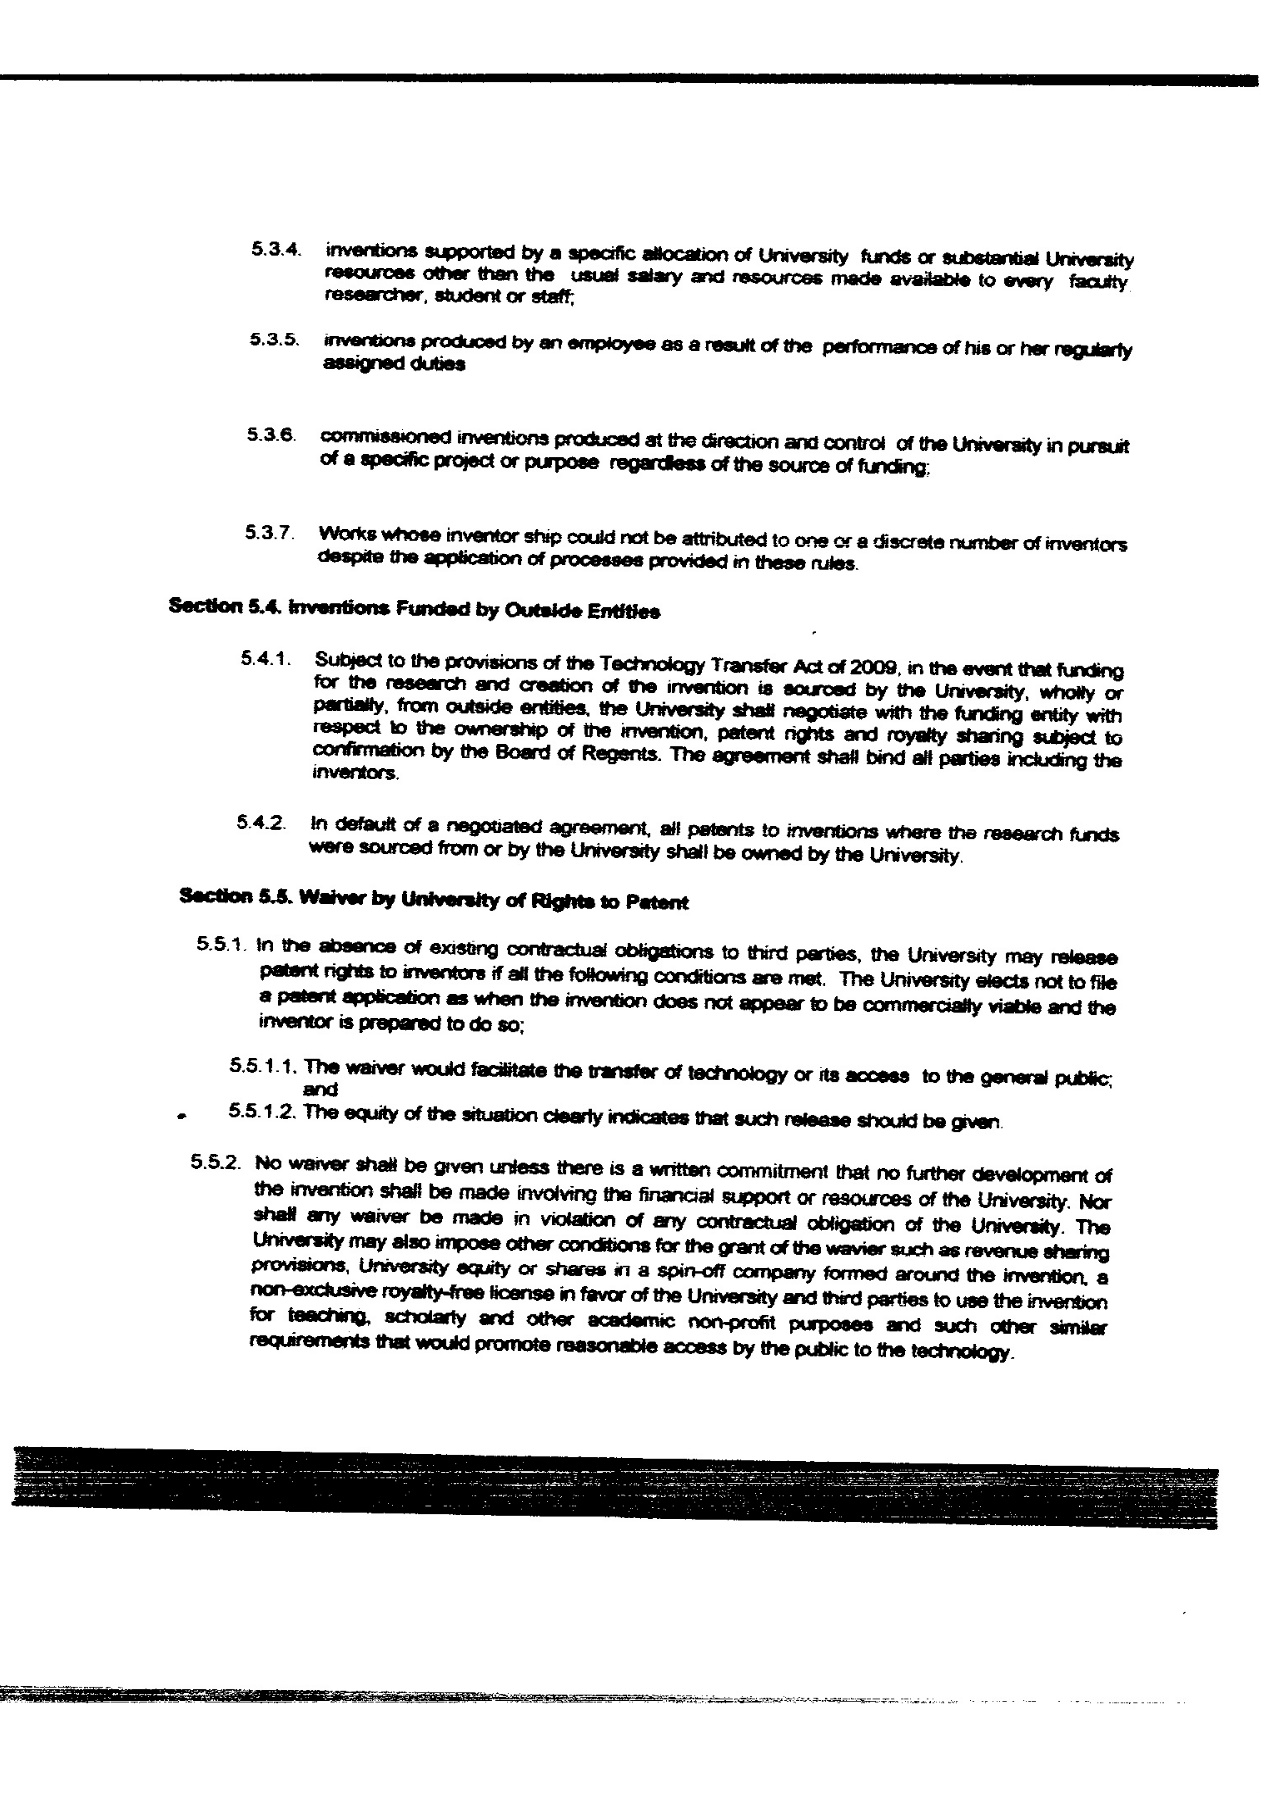 5.3.4. inventions supported by a specific allocation of University funds or substantial University
resources other than the usual salary and resources made available to every faculty
researcher, student or staff;
5.3.5. inventions produced by an employee as a result of the performance of his or her regularly
assigned duties
5.3.6. commissioned inventions produced at the direction and control of the University in pursuit
of a specific project or purpose regardless of the source of funding;
5.3.7. Works whose inventor ship could not be attributed to one or a discrete number of inventors
despite the application of processes provided in these rules.
Section 5.4. Inventions Funded by Outside Entities
5.4.1. Subject to the provisions of the Technology Transfer Act of 2009, in the event that funding
for the research and creation of the invention is sourced by the University, wholly or
partially, from outside entities, the University shall negotiate with the funding entity with
respect to the ownership of the invention, patent rights and royalty sharing subject to
confirmation by the Board of Regents. The agreement shall bind all parties including the
inventors.
5.4.2. In default of a negotiated agreement, all patents to inventions where the research funds
were sourced from or by the University shall be owned by the University.
Section 5.5. Waiver by University of Rights to Patent
5.5.1. In the absence of existing contractual obligations to third parties, the University may release
patent rights to inventors if all the following conditions are met. The University elects not to file
a patent application as when the invention does not appear to be commercially viable and the
inventor is prepared to do so;
5.5.1.1. The waiver would facilitate the transfer of technology or its access to the general public;
and
5.5.1.2. The equity of the situation clearly indicates that such release should be given.
5.5.2. No waiver shall be given unless there is a written commitment that no further development of
the invention shall be made involving the financial support or resources of the University. Nor
shall any waiver be made in violation of any contractual obligation of the University. The
University may also impose other conditions for the grant of the wavier such as revenue sharing
provisions, University equity or shares in a spin-off company formed around the invention, a
non-exclusive royalty-free license in favor of the University and third parties to use the invention
for teaching, scholarly and other academic non-profit purposes and such other similar
requirements that would promote reasonable access by the public to the technology.